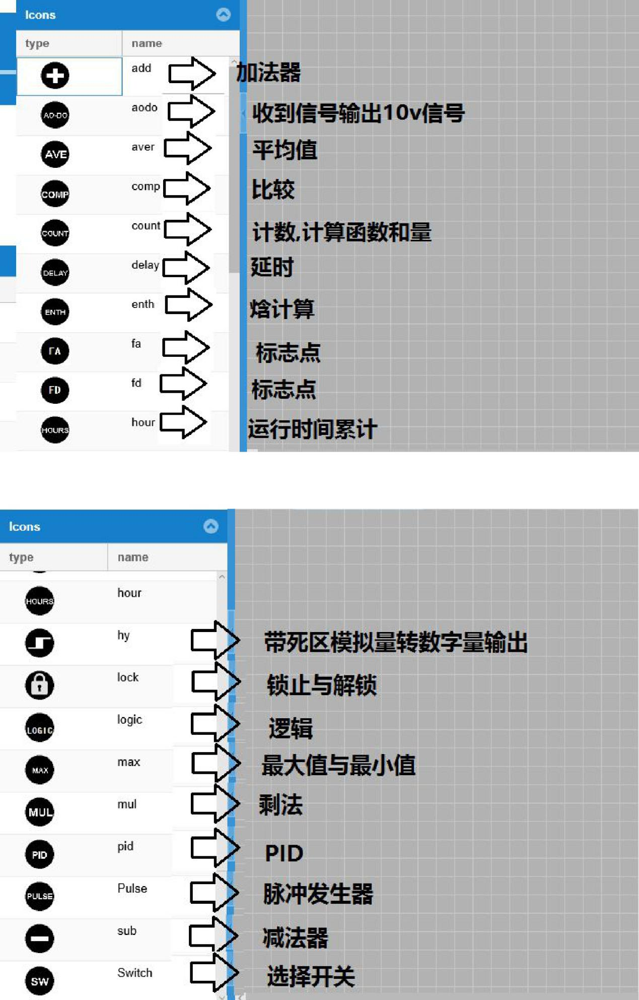 Icons
type name
add 加法器
AO-DO aodo 收到信号输出10v信号
AVE aver 平均值
COMP comp 比较
COUNT count 计数,计算函数和量
DELAY delay 延时
ENTH enth 焓计算
FA fa 标志点
FD fd 标志点
HOURS hour 运行时间累计
Icons
type name
HOURS hour
hy 带死区模拟量转数字量输出
lock 锁止与解锁
LOGIC logic 逻辑
MAX max 最大值与最小值
MUL mul 剩法
PID pid PID
PULSE Pulse 脉冲发生器
sub 减法器
SW Switch 选择开关